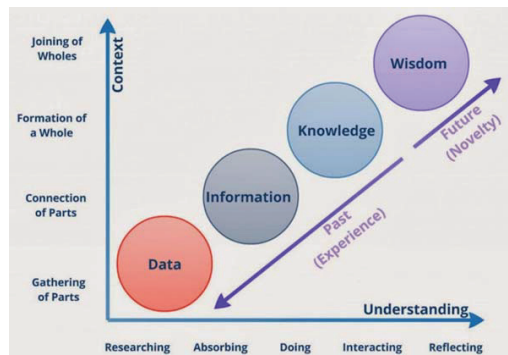 Joining of
Wholes
Context
Wisdom
Formation of
a Whole
Knowledge
Future
(Novelty)
Connection
of Parts
Information
Past
(Experience)
Gathering
of Parts
Data
Understanding
Researching
Absorbing
Doing
Interacting
Reflecting